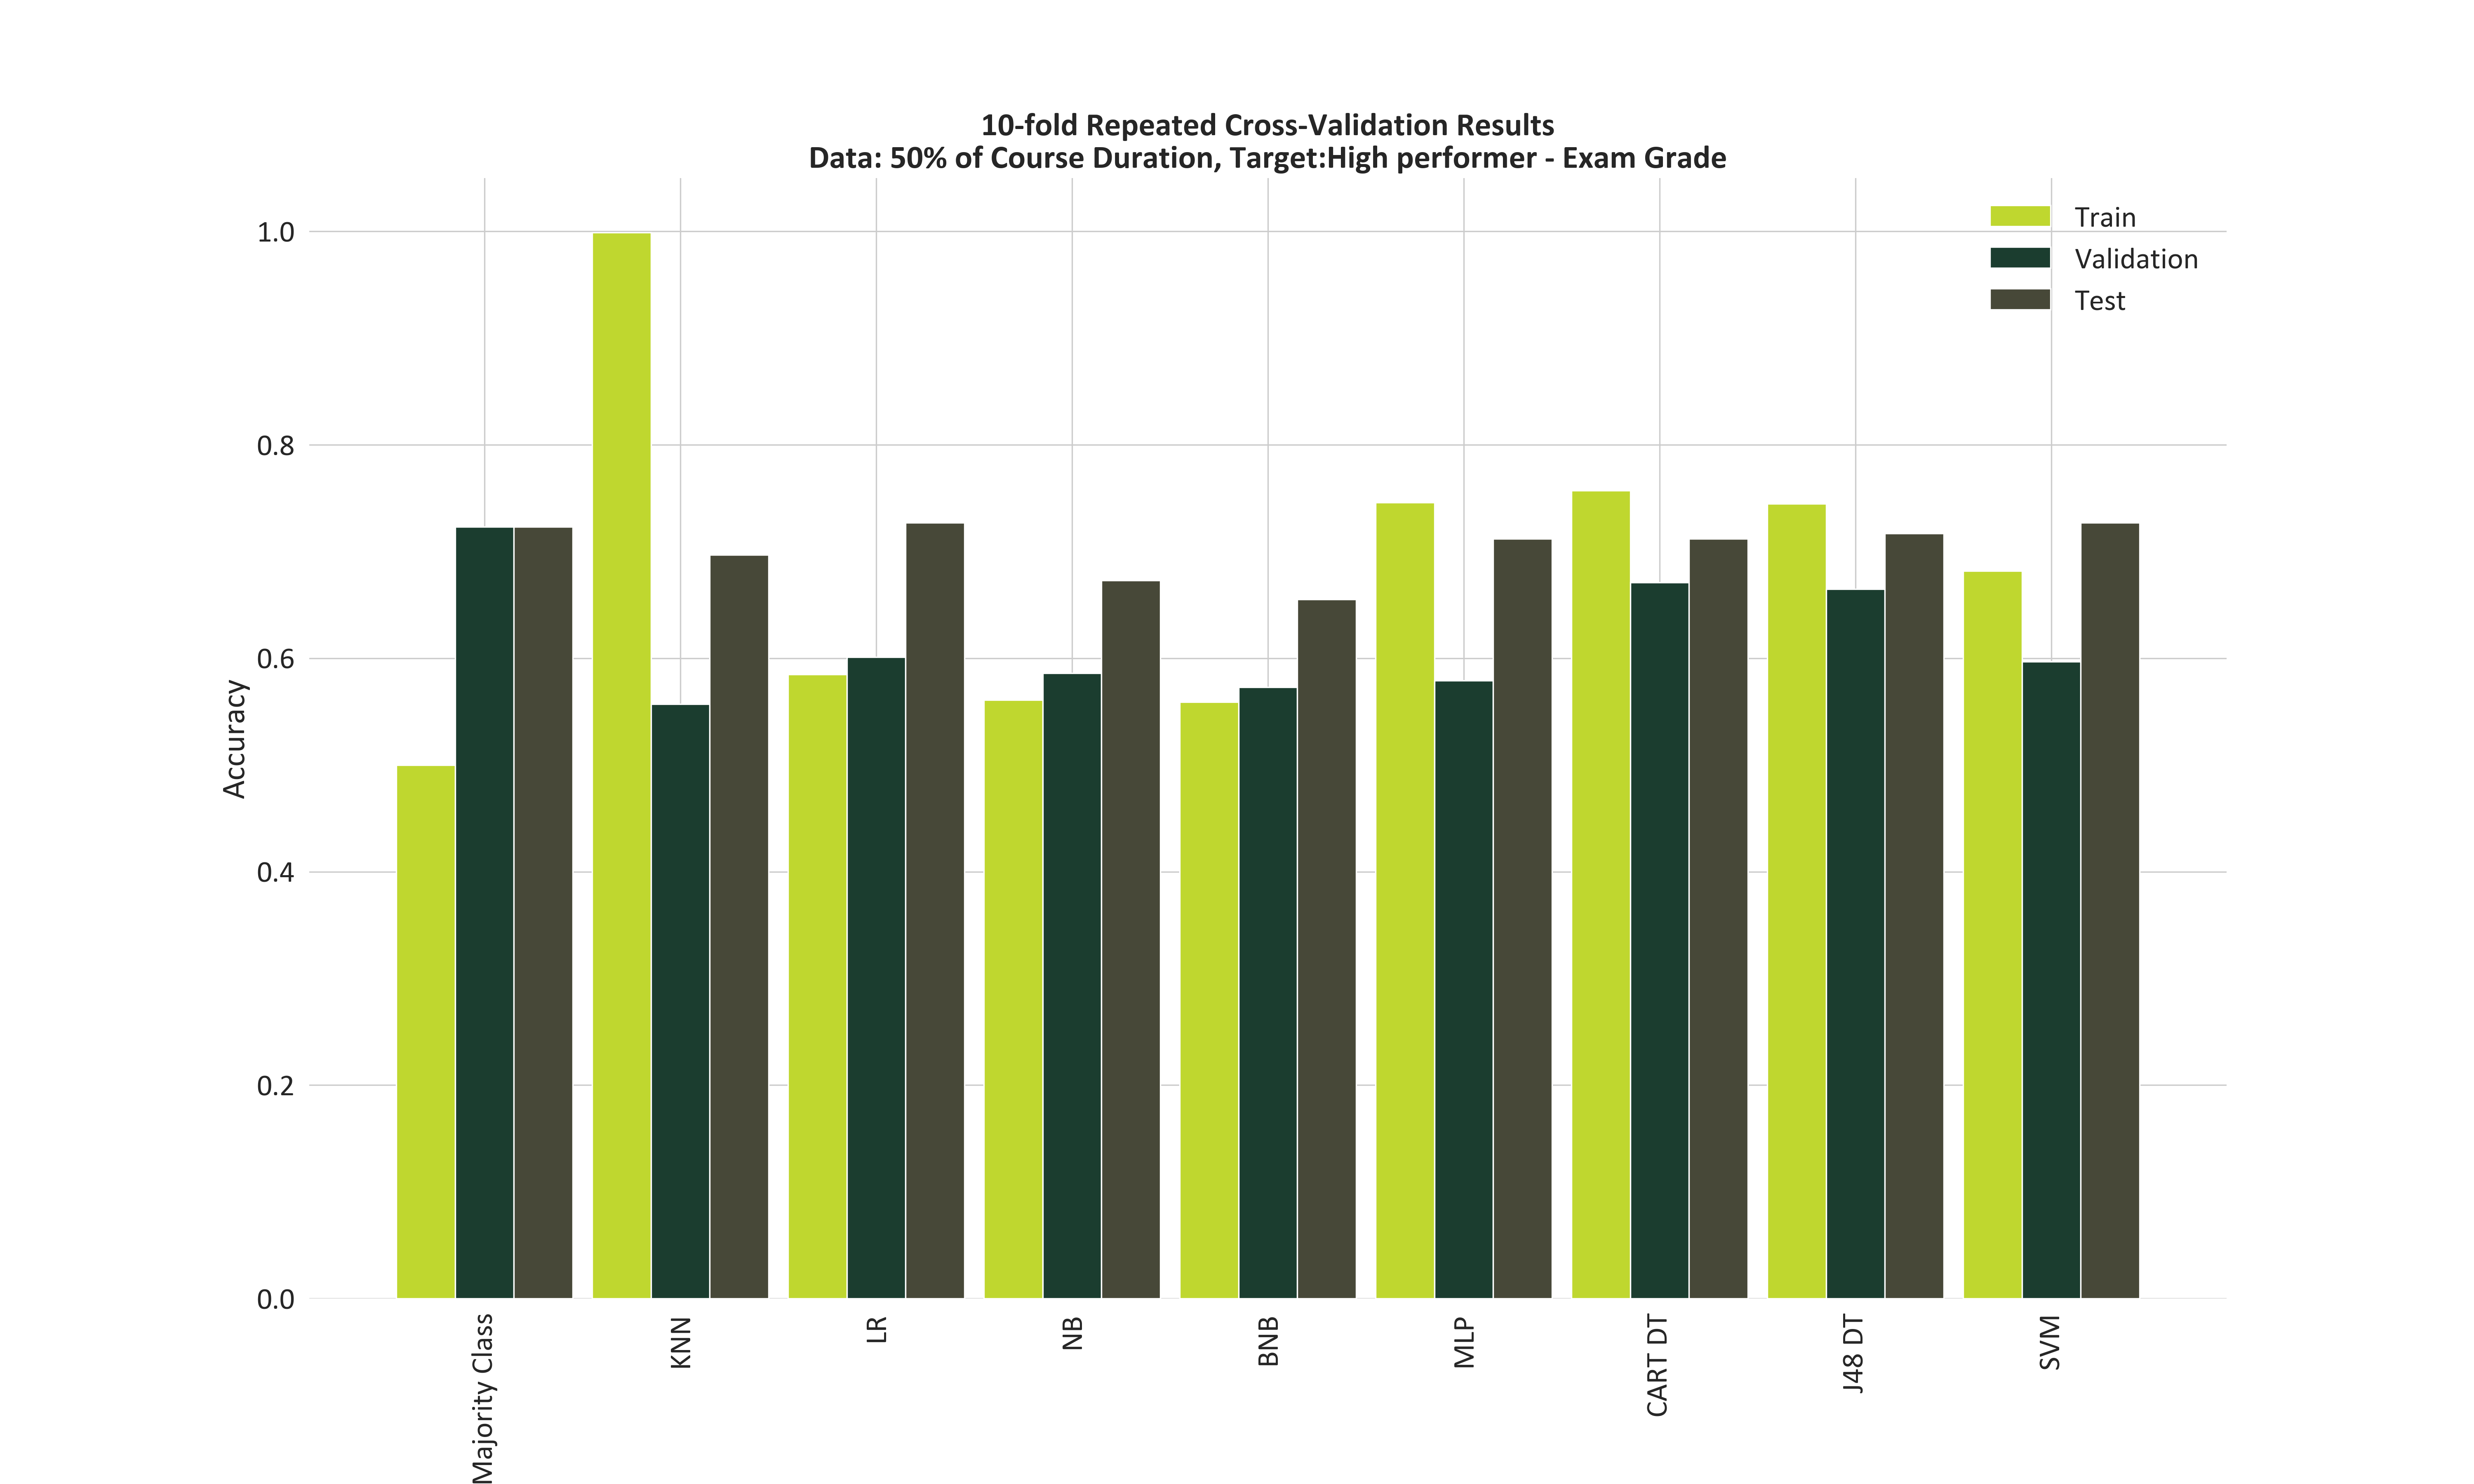 10-fold Repeated Cross-Validation Results
Data: 50% of Course Duration, Target:High performer - Exam Grade
Train
Validation
Test
Accuracy
1.0
0.8
0.6
0.4
0.2
0.0
Majority Class
KNN
LR
NB
BNB
MLP
CART DT
J48 DT
SVM